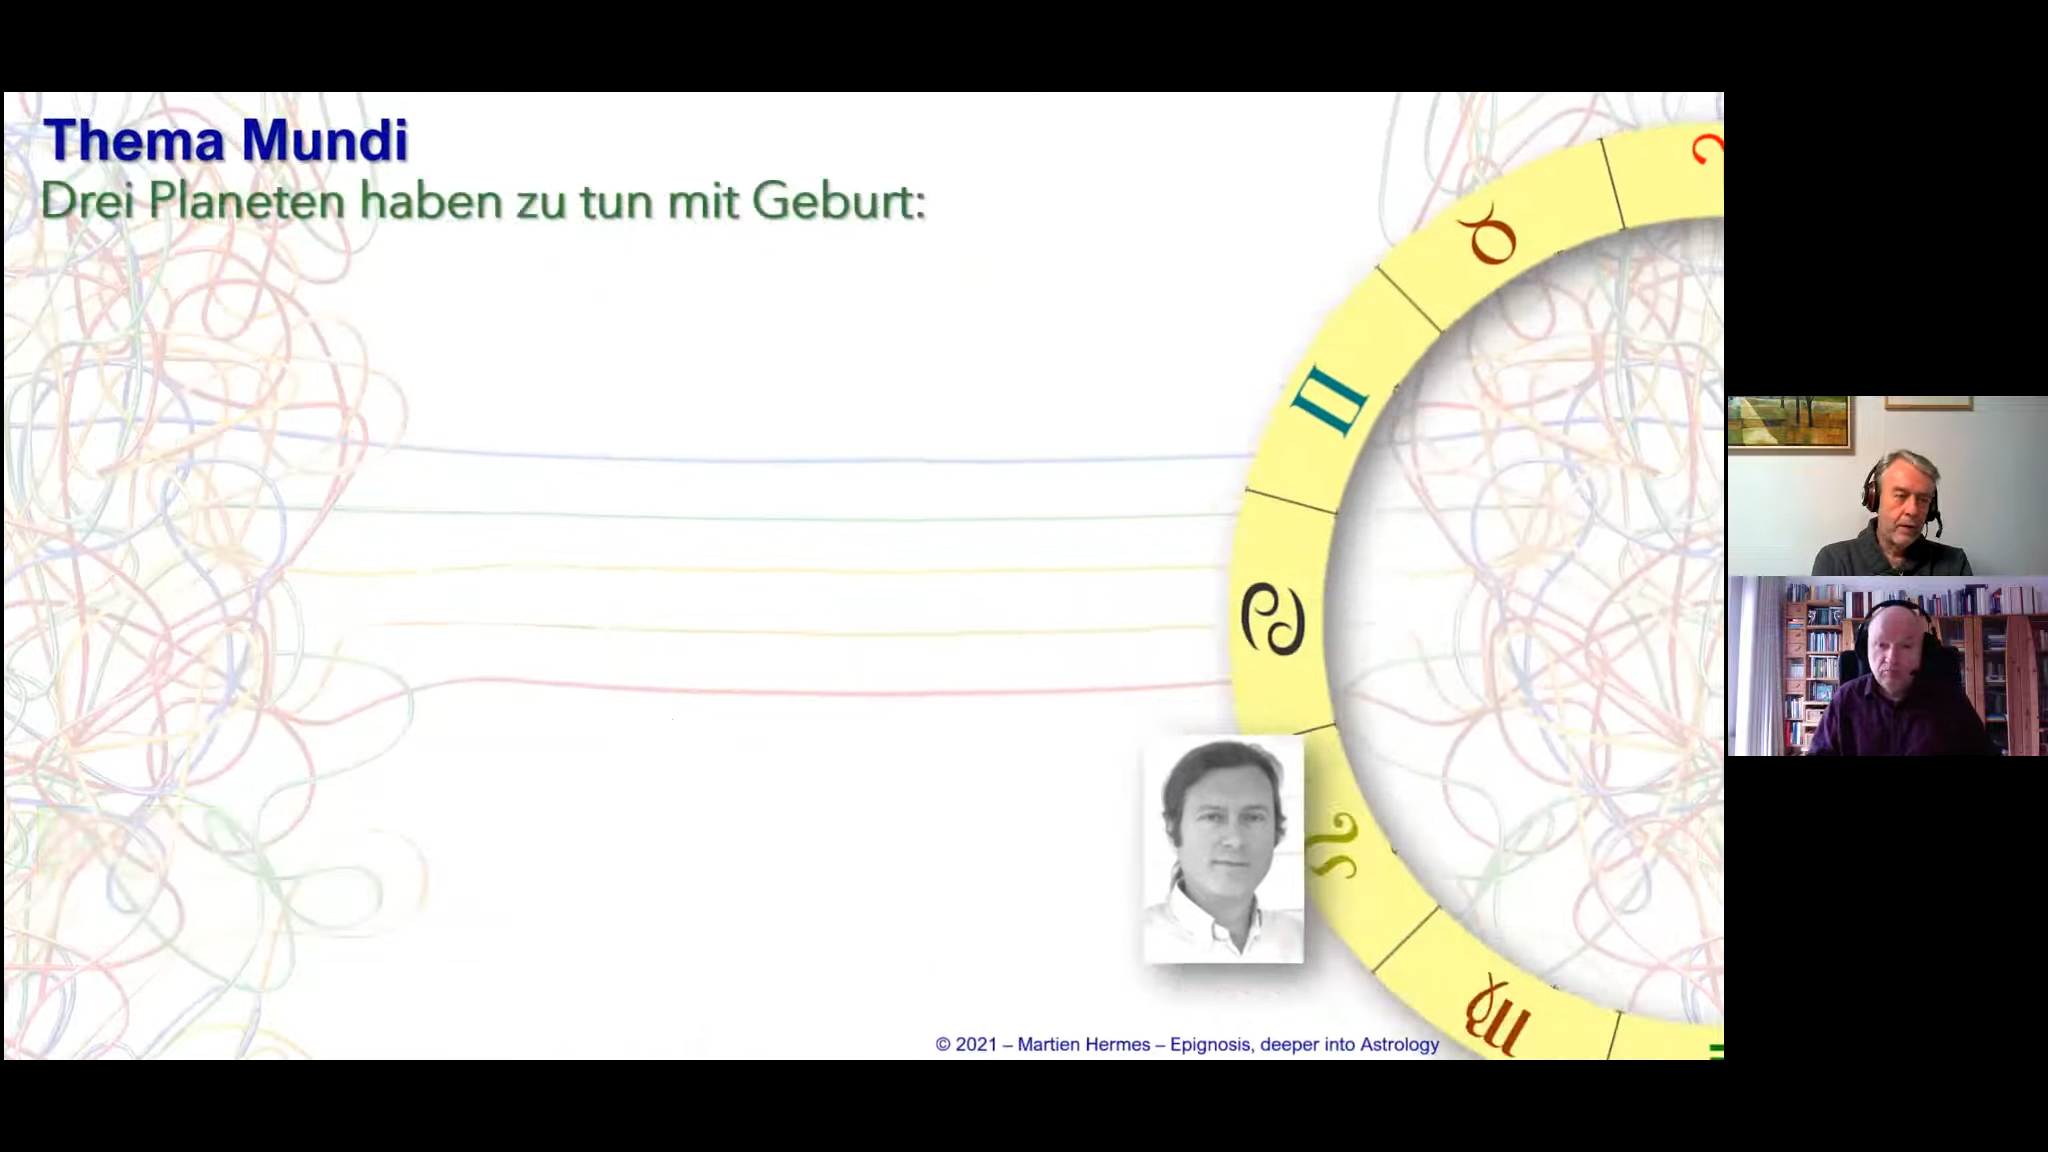 Thema Mundi
Drei Planeten haben zu tun mit Geburt:
© 2021 – Martien Hermes – Epignosis, deeper into Astrology